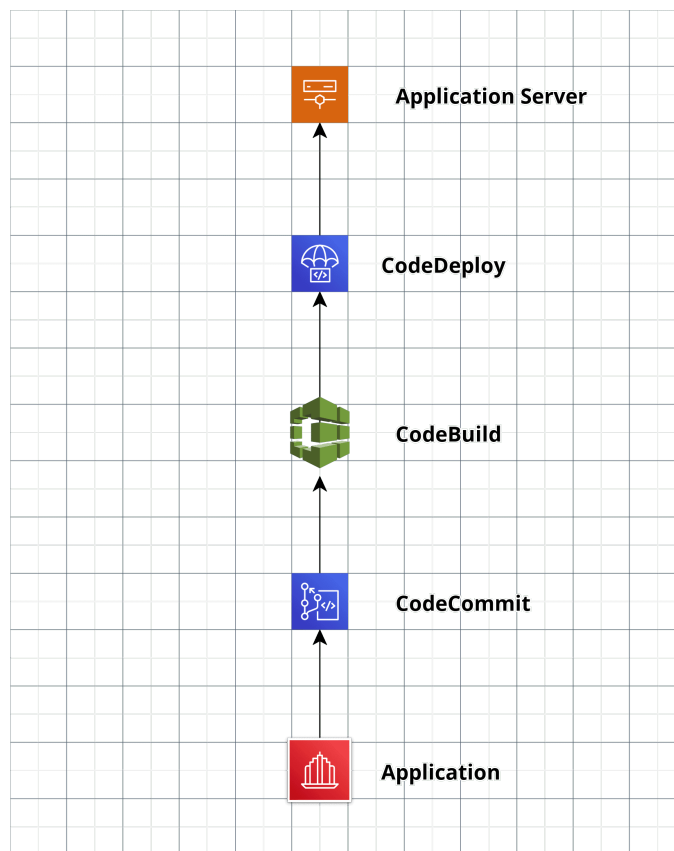 Application Server
CodeDeploy
CodeBuild
CodeCommit
Application